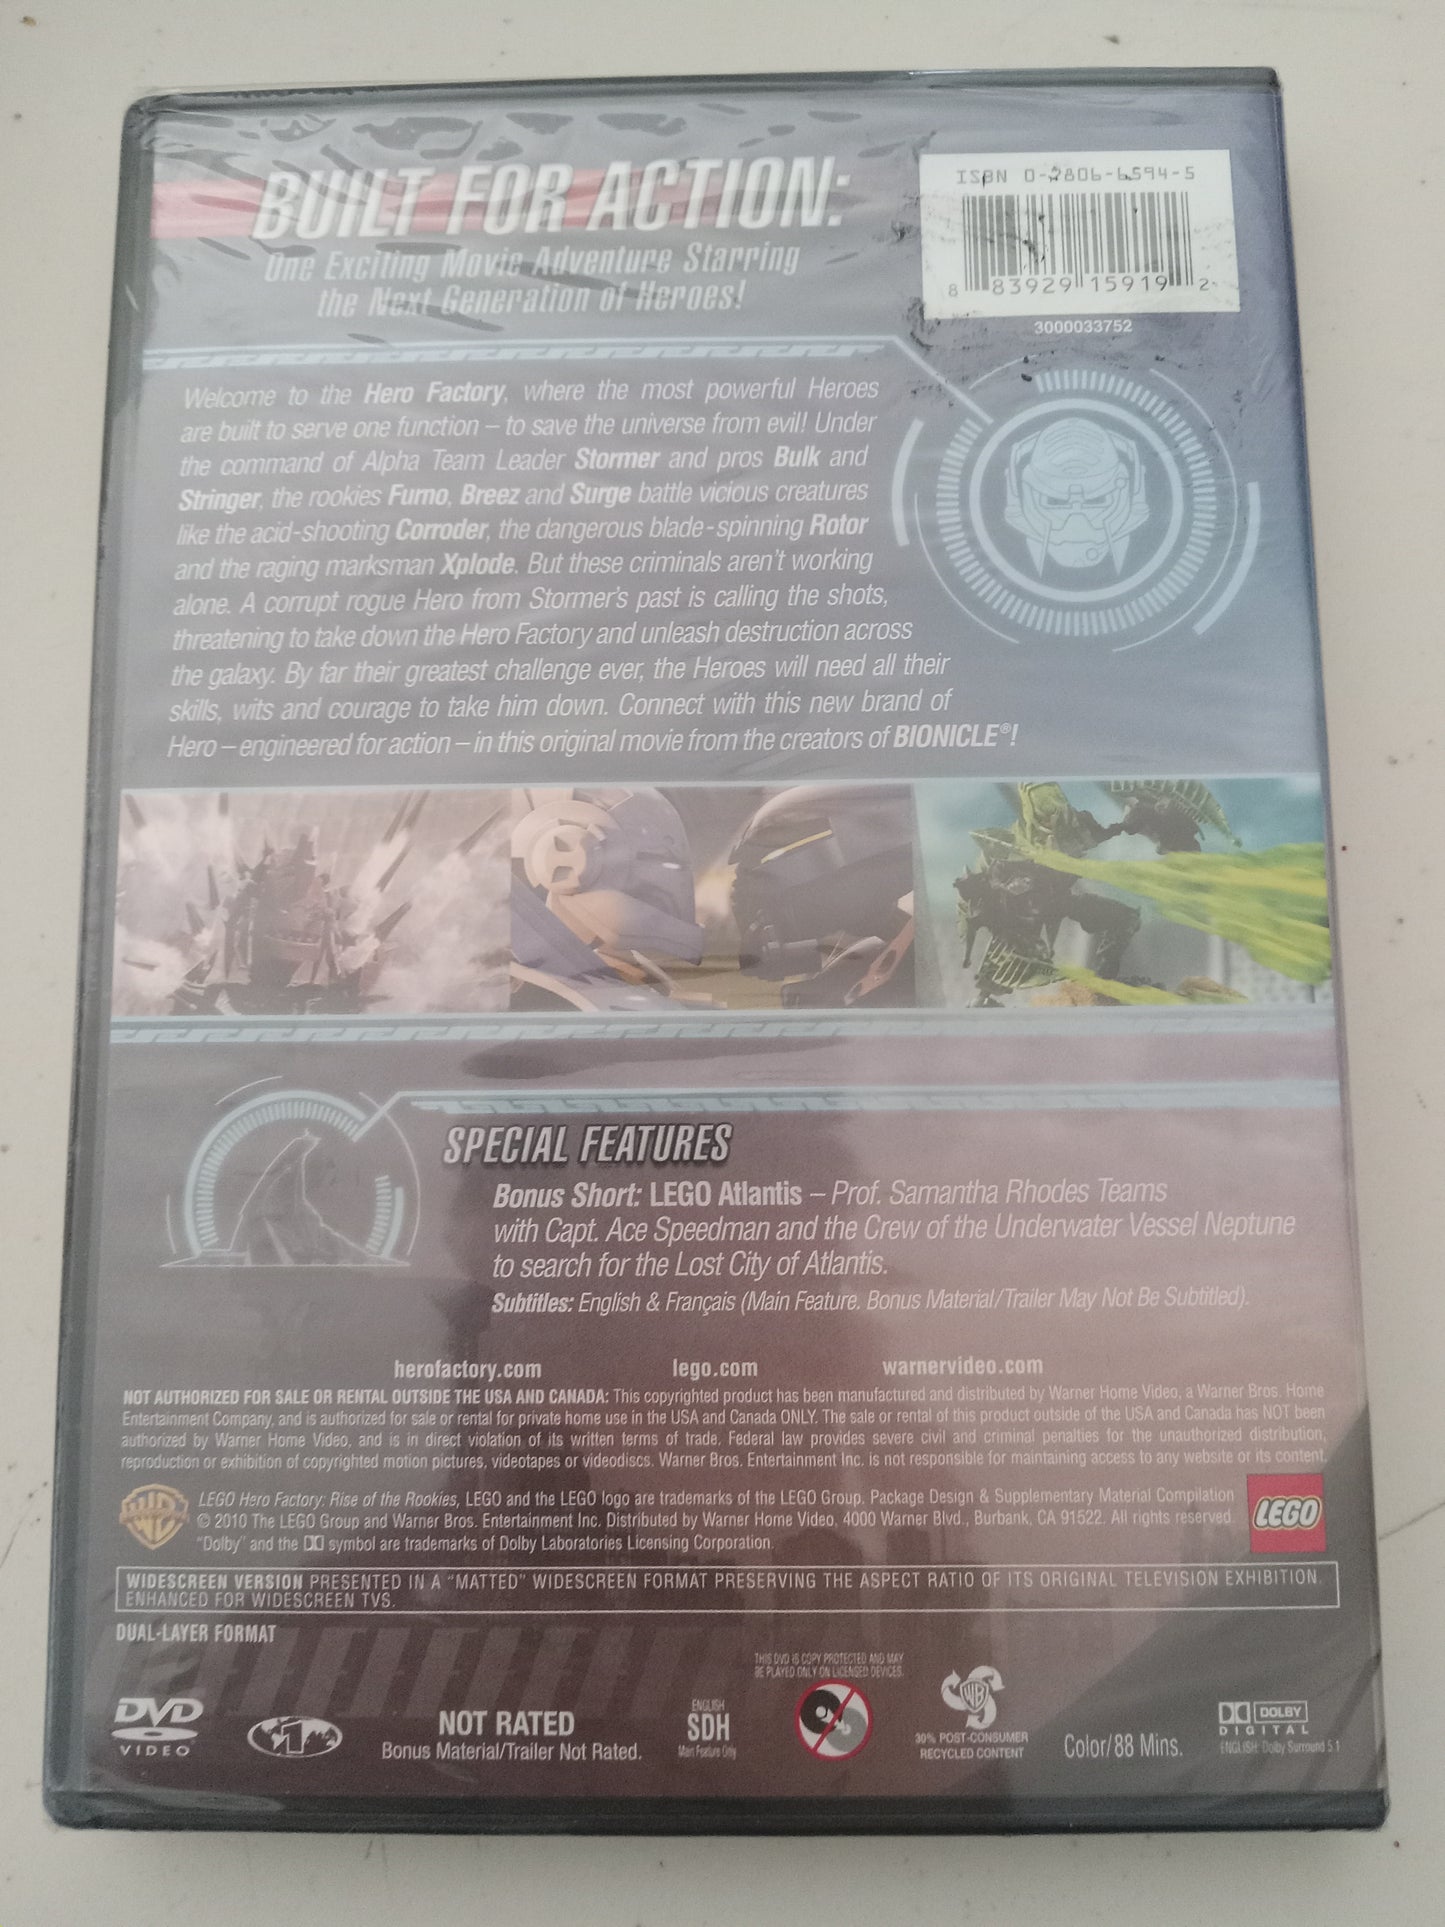 BUILT FOR ACTION:
One Exciting Movie Adventure Starring
the Next Generation of Heroes!
ISBN 0-7806-6594-5
8 83929 15919 2
3000033752
Welcome to the Hero Factory, where the most powerful Heroes
are built to serve one function – to save the universe from evil! Under
the command of Alpha Team Leader Stormer and pros Bulk and
Stringer, the rookies Furno, Breez and Surge battle vicious creatures
like the acid-shooting Corroder, the dangerous blade-spinning Rotor
and the raging marksman Xplode. But these criminals aren't working
alone. A corrupt rogue Hero from Stormer's past is calling the shots,
threatening to take down the Hero Factory and unleash destruction across
the galaxy. By far their greatest challenge ever, the Heroes will need all their
skills, wits and courage to take him down. Connect with this new brand of
Hero – engineered for action – in this original movie from the creators of BIONICLE®!
SPECIAL FEATURES
Bonus Short: LEGO Atlantis – Prof. Samantha Rhodes Teams
with Capt. Ace Speedman and the Crew of the Underwater Vessel Neptune
to search for the Lost City of Atlantis.
Subtitles: English & Français (Main Feature. Bonus Material/Trailer May Not Be Subtitled).
herofactory.com lego.com warnervideo.com
NOT AUTHORIZED FOR SALE OR RENTAL OUTSIDE THE USA AND CANADA: This copyrighted product has been manufactured and distributed by Warner Home Video, a Warner Bros. Home
Entertainment Company, and is authorized for sale or rental for private home use in the USA and Canada ONLY. The sale or rental of this product outside of the USA and Canada has NOT been
authorized by Warner Home Video, and is in direct violation of its written terms of trade. Federal law provides severe civil and criminal penalties for the unauthorized distribution,
reproduction or exhibition of copyrighted motion pictures, videotapes or videodiscs. Warner Bros. Entertainment Inc. is not responsible for maintaining access to any website or its content.
LEGO Hero Factory: Rise of the Rookies, LEGO and the LEGO logo are trademarks of the LEGO Group. Package Design & Supplementary Material Compilation
© 2010 The LEGO Group and Warner Bros. Entertainment Inc. Distributed by Warner Home Video, 4000 Warner Blvd., Burbank, CA 91522. All rights reserved.
"Dolby" and the DD symbol are trademarks of Dolby Laboratories Licensing Corporation.
LEGO
WIDESCREEN VERSION PRESENTED IN A "MATTED" WIDESCREEN FORMAT PRESERVING THE ASPECT RATIO OF ITS ORIGINAL TELEVISION EXHIBITION.
ENHANCED FOR WIDESCREEN TVS.
DUAL-LAYER FORMAT
THIS DVD IS COPY PROTECTED AND MAY
BE PLAYED ONLY ON LICENSED DEVICES.
DVD
VIDEO
1
NOT RATED
Bonus Material/Trailer Not Rated.
ENGLISH
SDH
Main Feature Only
30% POST-CONSUMER
RECYCLED CONTENT
Color/88 Mins.
DOLBY
DIGITAL
ENGLISH: Dolby Surround 5.1